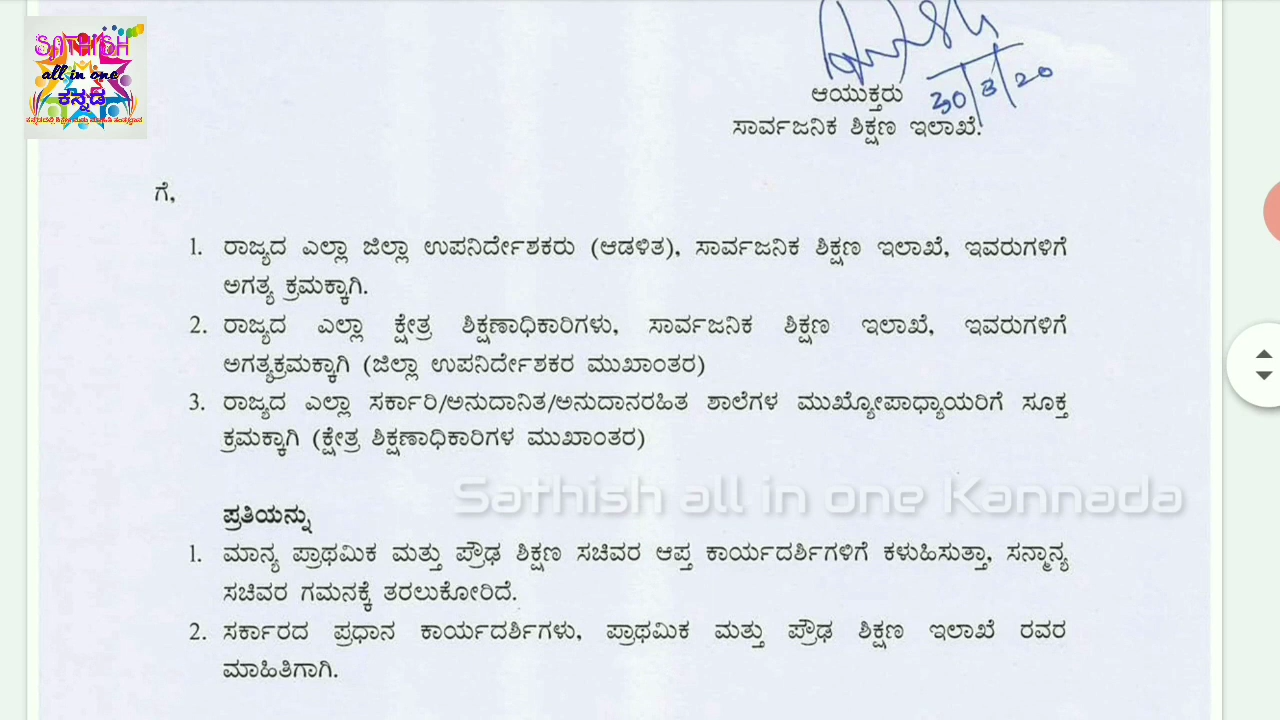 SATHISH
all in one
ಕನ್ನಡ
30/3/20
ಆಯುಕ್ತರು
ಸಾರ್ವಜನಿಕ ಶಿಕ್ಷಣ ಇಲಾಖೆ.
ಗೆ,
1. ರಾಜ್ಯದ ಎಲ್ಲಾ ಜಿಲ್ಲಾ ಉಪನಿರ್ದೇಶಕರು (ಆಡಳಿತ), ಸಾರ್ವಜನಿಕ ಶಿಕ್ಷಣ ಇಲಾಖೆ, ಇವರುಗಳಿಗೆ
ಅಗತ್ಯ ಕ್ರಮಕ್ಕಾಗಿ.
2. ರಾಜ್ಯದ ಎಲ್ಲಾ ಕ್ಷೇತ್ರ ಶಿಕ್ಷಣಾಧಿಕಾರಿಗಳು, ಸಾರ್ವಜನಿಕ ಶಿಕ್ಷಣ ಇಲಾಖೆ, ಇವರುಗಳಿಗೆ
ಅಗತ್ಯಕ್ರಮಕ್ಕಾಗಿ (ಜಿಲ್ಲಾ ಉಪನಿರ್ದೇಶಕರ ಮುಖಾಂತರ)
3. ರಾಜ್ಯದ ಎಲ್ಲಾ ಸರ್ಕಾರಿ/ಅನುದಾನಿತ/ಅನುದಾನರಹಿತ ಶಾಲೆಗಳ ಮುಖ್ಯೋಪಾಧ್ಯಾಯರಿಗೆ ಸೂಕ್ತ
ಕ್ರಮಕ್ಕಾಗಿ (ಕ್ಷೇತ್ರ ಶಿಕ್ಷಣಾಧಿಕಾರಿಗಳ ಮುಖಾಂತರ)
Sathish all in one Kannada
ಪ್ರತಿಯನ್ನು
1. ಮಾನ್ಯ ಪ್ರಾಥಮಿಕ ಮತ್ತು ಪ್ರೌಢ ಶಿಕ್ಷಣ ಸಚಿವರ ಆಪ್ತ ಕಾರ್ಯದರ್ಶಿಗಳಿಗೆ ಕಳುಹಿಸುತ್ತಾ, ಸನ್ಮಾನ್ಯ
ಸಚಿವರ ಗಮನಕ್ಕೆ ತರಲುಕೋರಿದೆ.
2. ಸರ್ಕಾರದ ಪ್ರಧಾನ ಕಾರ್ಯದರ್ಶಿಗಳು, ಪ್ರಾಥಮಿಕ ಮತ್ತು ಪ್ರೌಢ ಶಿಕ್ಷಣ ಇಲಾಖೆ ರವರ
ಮಾಹಿತಿಗಾಗಿ.